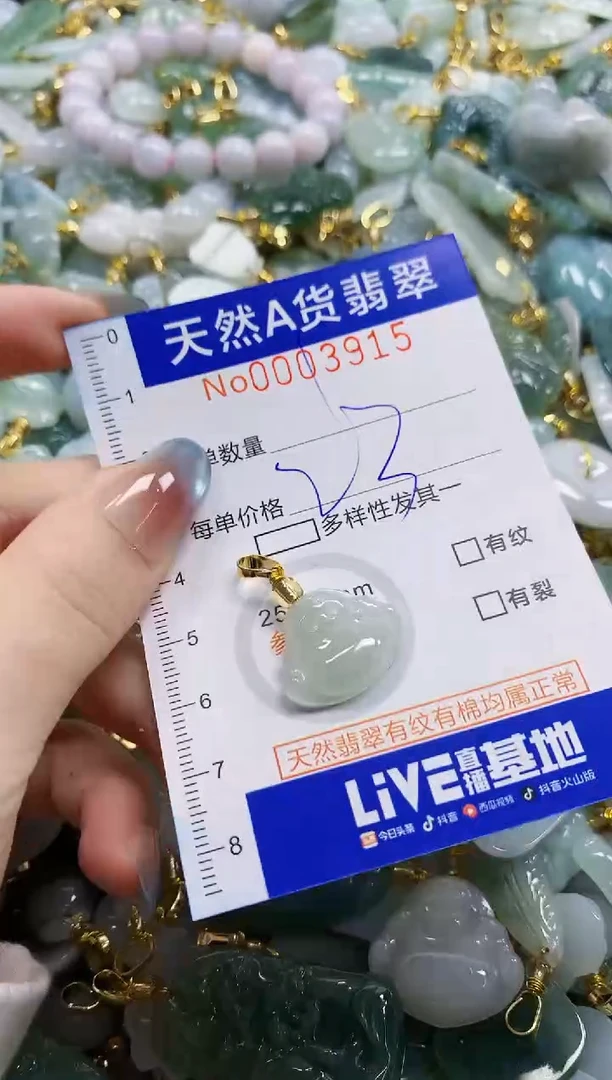 天然A货翡翠
No0003915
单数量
每单价格
多样性发其一
有纹
有裂
25
mm
参
天然翡翠有纹有棉均属正常
LiVE直播基地
今日头条 抖音 西瓜视频 抖音火山版
0
1
4
5
6
7
8